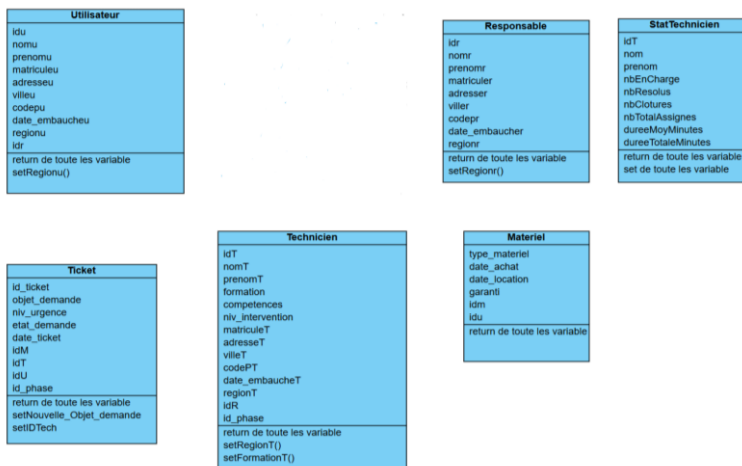 Utilisateur
idu
nomu
prenomu
matriculeu
adresseu
villeu
codepu
date_embaucheu
regionu
idr
return de toute les variable
setRegionu()
Responsable
idr
nomr
prenomr
matriculer
adresser
viller
codepr
date_embaucher
regionr
return de toute les variable
setRegionr()
StatTechnicien
idT
nom
prenom
nbEnCharge
nbResolus
nbClotures
nbTotalAssignes
dureeMoyMinutes
dureeTotaleMinutes
return de toute les variable
set de toute les variable
Ticket
id_ticket
objet_demande
niv_urgence
etat_demande
date_ticket
idM
idT
idU
id_phase
return de toute les variable
setNouvelle_Objet_demande
setIDTech
Technicien
idT
nomT
prenomT
formation
competences
niv_intervention
matriculeT
adresseT
villeT
codePT
date_embaucheT
regionT
idR
id_phase
return de toute les variable
setRegionT()
setFormationT()
Materiel
type_materiel
date_achat
date_location
garanti
idm
idu
return de toute les variable